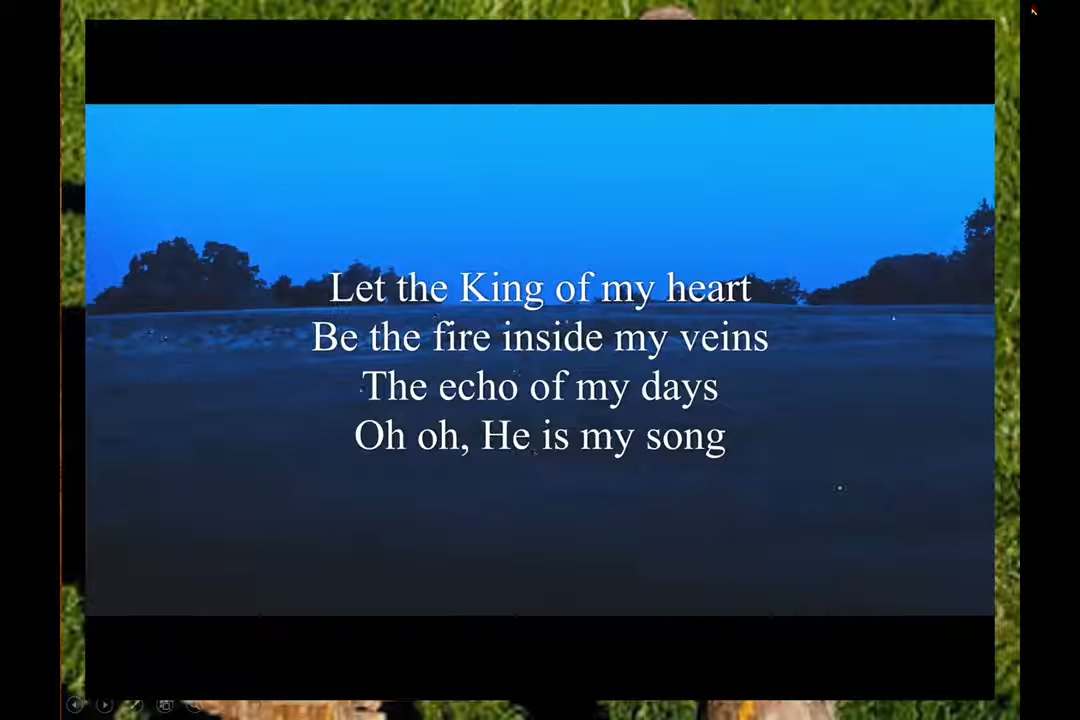 Let the King of my heart
Be the fire inside my veins
The echo of my days
Oh oh, He is my song